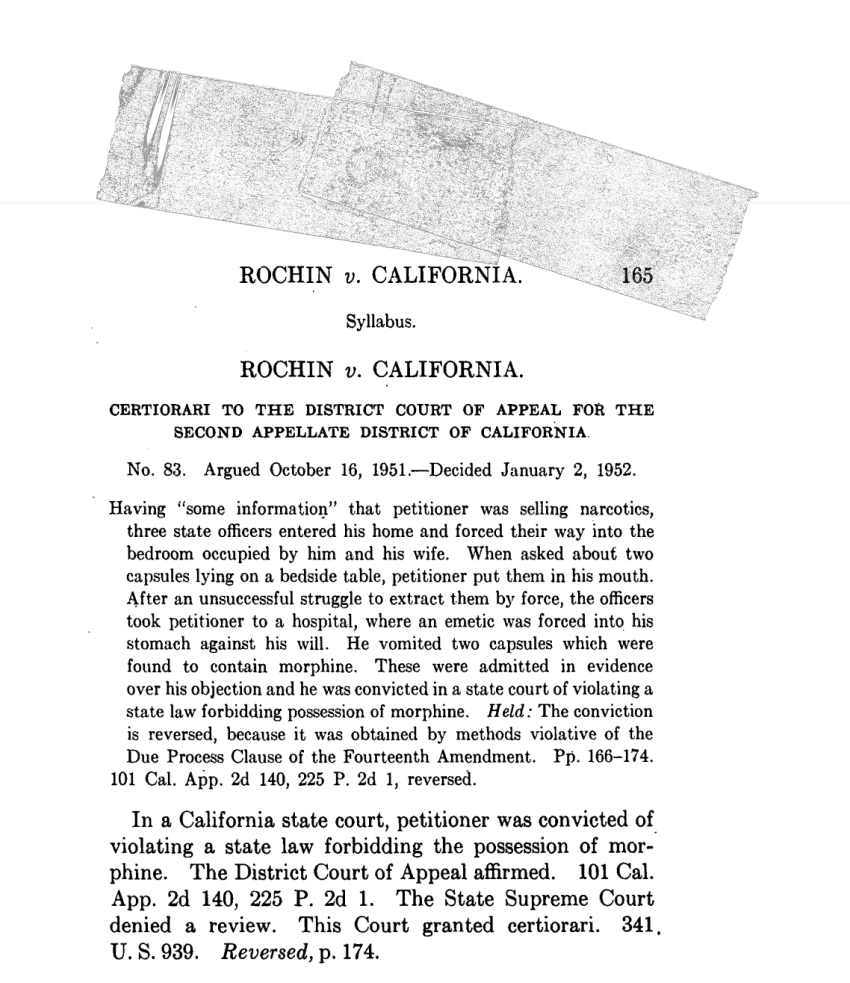 ROCHIN v. CALIFORNIA. 165
Syllabus.
ROCHIN v. CALIFORNIA.
CERTIORARI TO THE DISTRICT COURT OF APPEAL FOR THE
SECOND APPELLATE DISTRICT OF CALIFORNIA.
No. 83. Argued October 16, 1951.—Decided January 2, 1952.
Having “some information” that petitioner was selling narcotics,
three state officers entered his home and forced their way into the
bedroom occupied by him and his wife. When asked about two
capsules lying on a bedside table, petitioner put them in his mouth.
After an unsuccessful struggle to extract them by force, the officers
took petitioner to a hospital, where an emetic was forced into his
stomach against his will. He vomited two capsules which were
found to contain morphine. These were admitted in evidence
over his objection and he was convicted in a state court of violating a
state law forbidding possession of morphine. Held: The conviction
is reversed, because it was obtained by methods violative of the
Due Process Clause of the Fourteenth Amendment. Pp. 166–174.
101 Cal. App. 2d 140, 225 P. 2d 1, reversed.
In a California state court, petitioner was convicted of
violating a state law forbidding the possession of mor-
phine. The District Court of Appeal affirmed. 101 Cal.
App. 2d 140, 225 P. 2d 1. The State Supreme Court
denied a review. This Court granted certiorari. 341
U. S. 939. Reversed, p. 174.